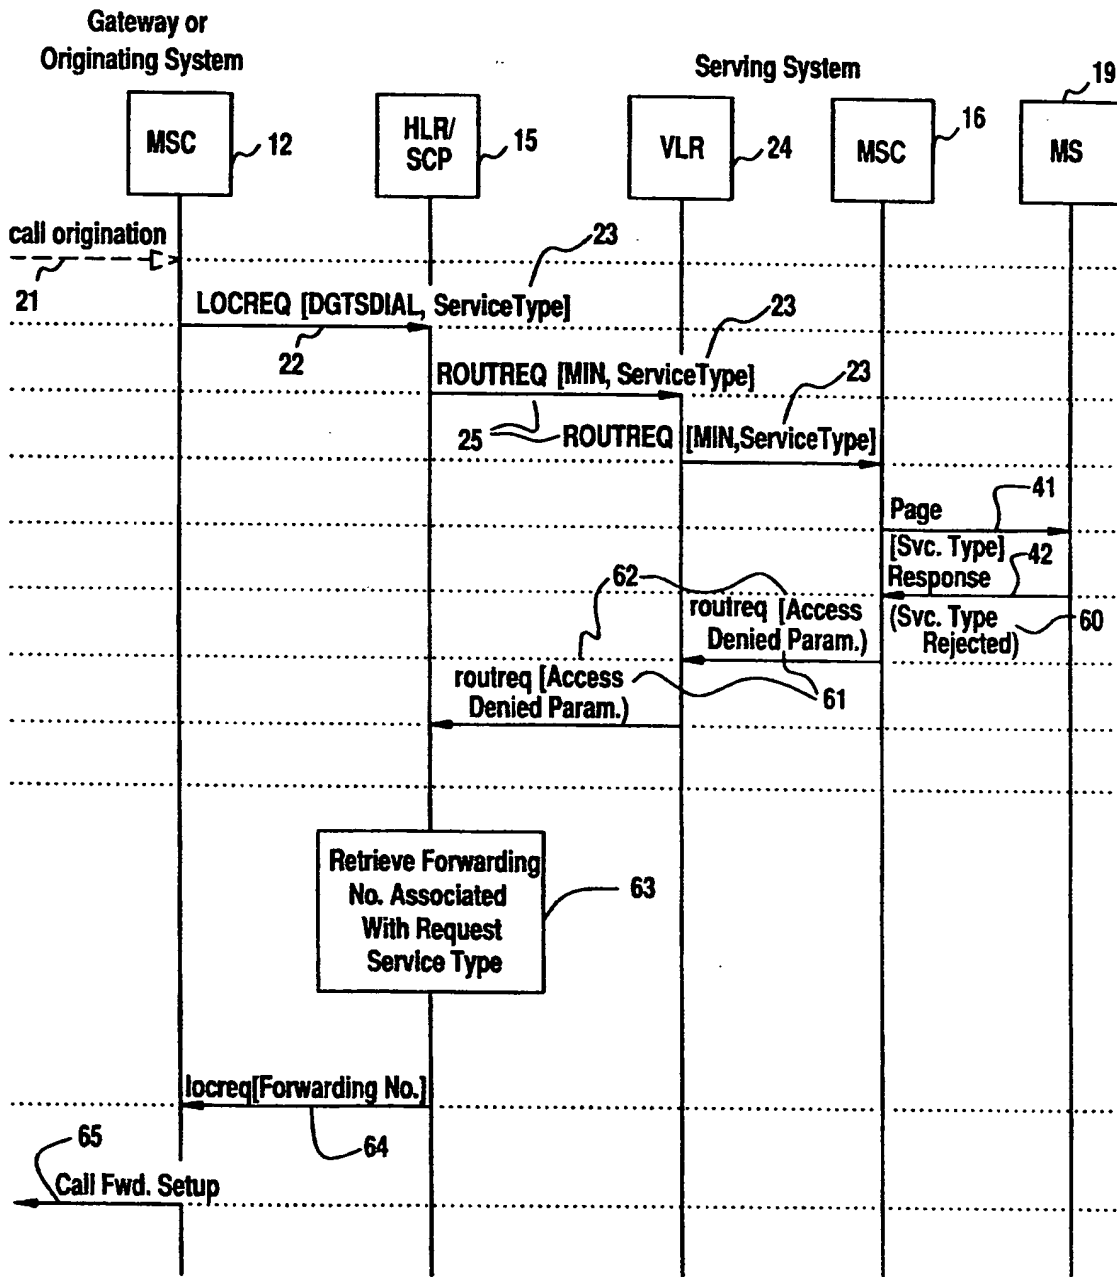 Gateway or
Originating System
Serving System
MSC
12
HLR/
SCP
15
VLR
24
MSC
16
MS
19
call origination
21
23
LOCREQ [DGTSDIAL, ServiceType]
22
23
ROUTREQ [MIN, ServiceType]
23
25
ROUTREQ [MIN,ServiceType]
Page
41
[Svc. Type]
42
Response
62
routreq [Access
Denied Param.)
(Svc. Type
Rejected)
60
routreq [Access
Denied Param.)
61
Retrieve Forwarding
No. Associated
With Request
Service Type
63
locreq[Forwarding No.]
64
65
Call Fwd. Setup